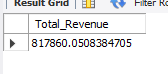 Result Grid Filter Ro
Total_Revenue
817860.0508384705